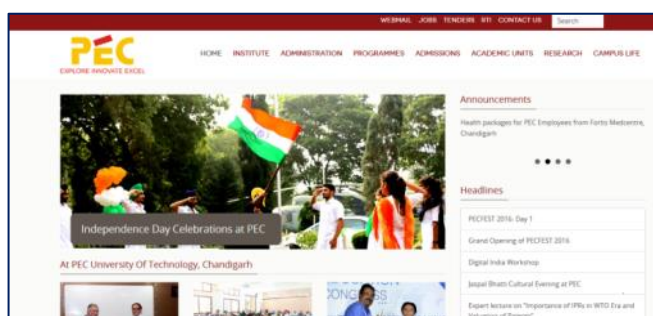 WEBMAIL JOBS TENDERS RTI CONTACT US Search
PEC
EXPLORE INNOVATE EXCEL
HOME INSTITUTE ADMINISTRATION PROGRAMMES ADMISSIONS ACADEMIC UNITS RESEARCH CAMPUS LIFE
Independence Day Celebrations at PEC
Announcements
Health packages for PEC Employees from Fortis Medcentre,
Chandigarh
Headlines
PECFEST 2016: Day 1
Grand Opening of PECFEST 2016
Digital India Workshop
Jaspal Bhatti Cultural Evening at PEC
Expert lecture on "Importance of IPRs in WTO Era and
At PEC University Of Technology, Chandigarh